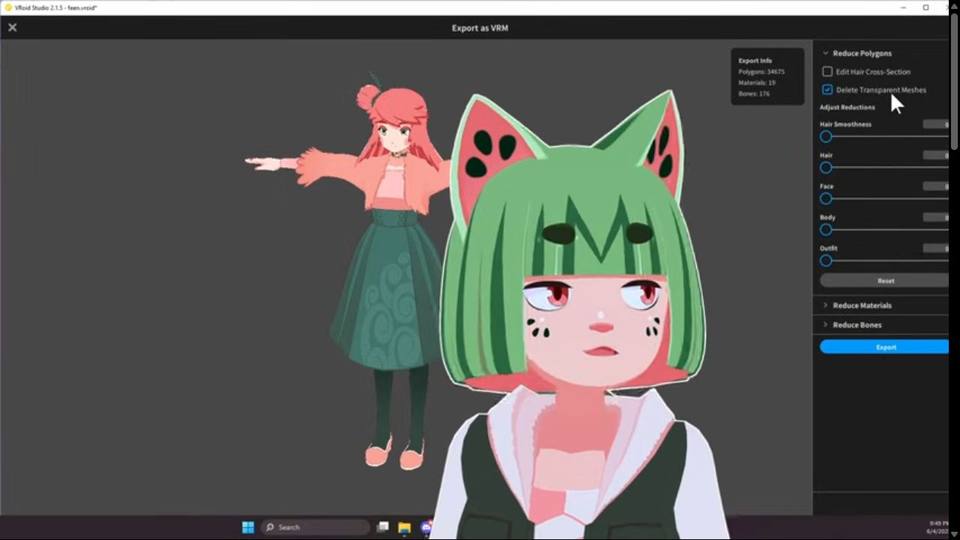 VRoid Studio 2.1.5 - feen.vroid*
Export as VRM
Export Info
Polygons: 34675
Materials: 19
Bones: 176
Reduce Polygons
Edit Hair Cross-Section
Delete Transparent Meshes
Adjust Reductions
Hair Smoothness
Hair
Face
Body
Outfit
Reset
Reduce Materials
Reduce Bones
Export
Search
9:49 PM